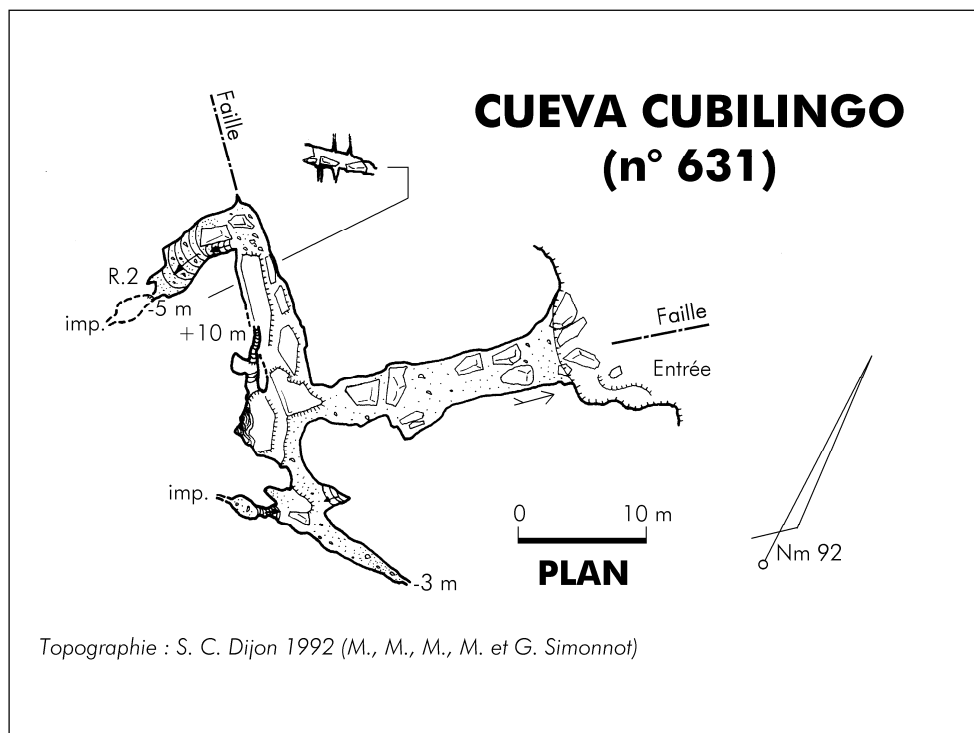 CUEVA CUBILINGO
(n° 631)
Faille
R.2
-5 m
imp.
+10 m
Faille
Entrée
imp.
0 10 m
PLAN
-3 m
Nm 92
Topographie : S. C. Dijon 1992 (M., M., M., M. et G. Simonnot)